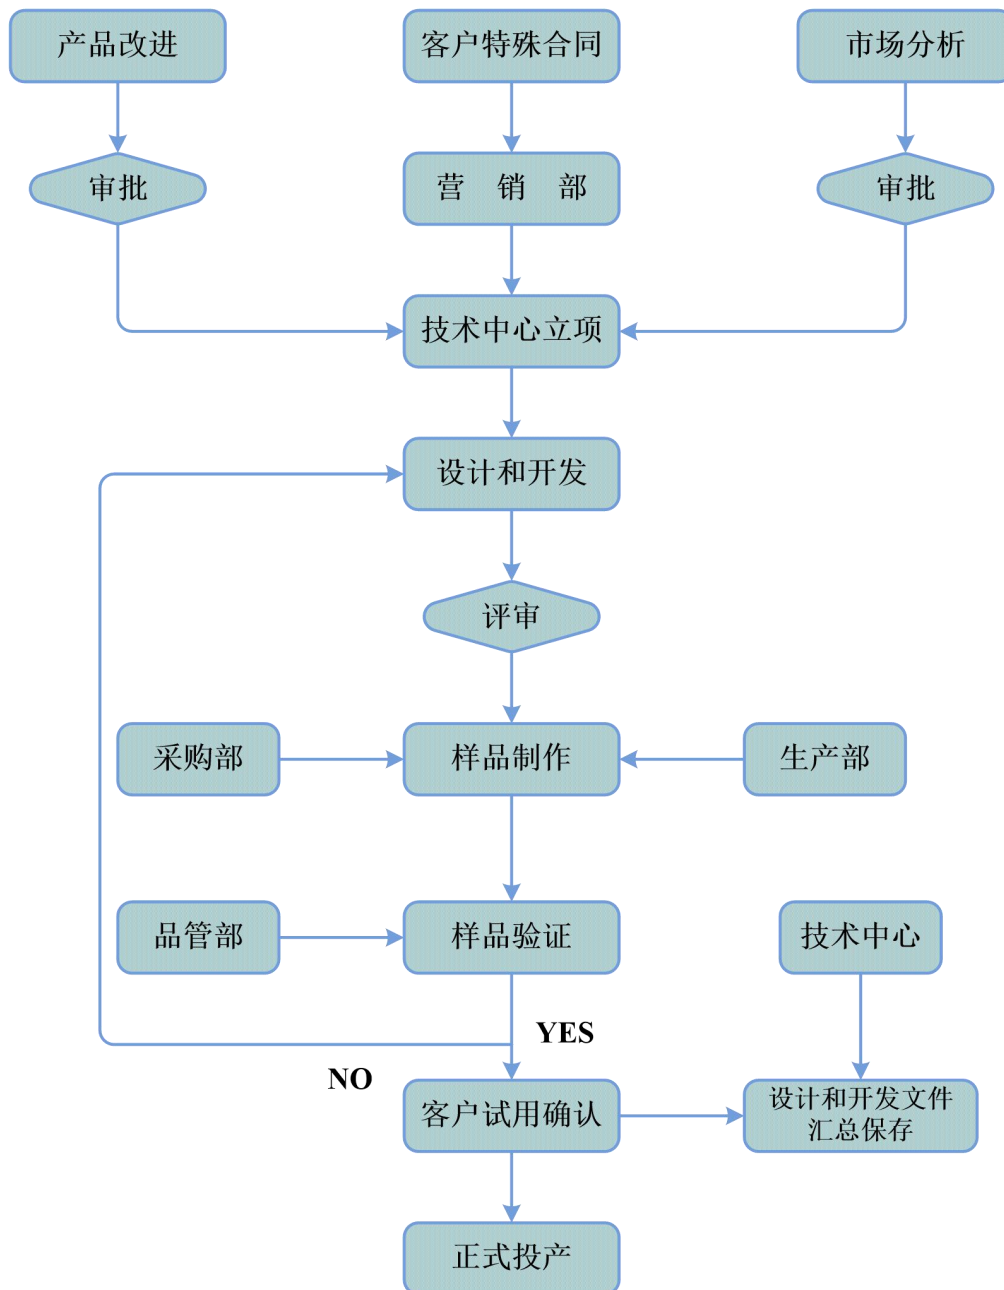 产品改进
客户特殊合同
市场分析
审批
营 销 部
审批
技术中心立项
设计和开发
评审
采购部
样品制作
生产部
品管部
样品验证
技术中心
YES
NO
客户试用确认
设计和开发文件
汇总保存
正式投产